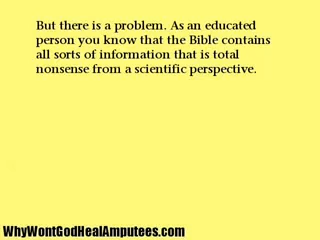 But there is a problem. As an educated
person you know that the Bible contains
all sorts of information that is total
nonsense from a scientific perspective.
WhyWontGodHealAmputees.com